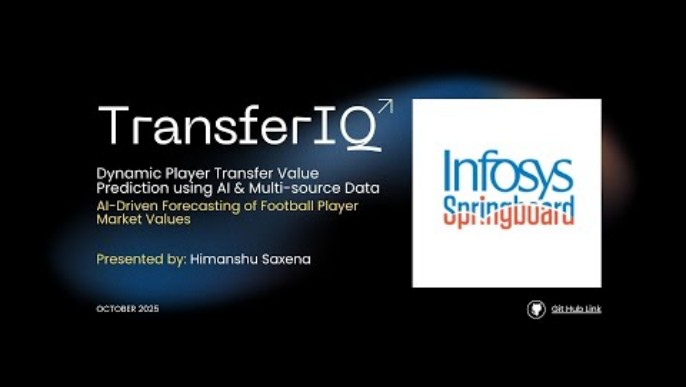 TransferIQ
Dynamic Player Transfer Value
Prediction using AI & Multi-source Data
AI-Driven Forecasting of Football Player
Market Values
Presented by: Himanshu Saxena
OCTOBER 2025
Infosys
Springboard
Git Hub Link